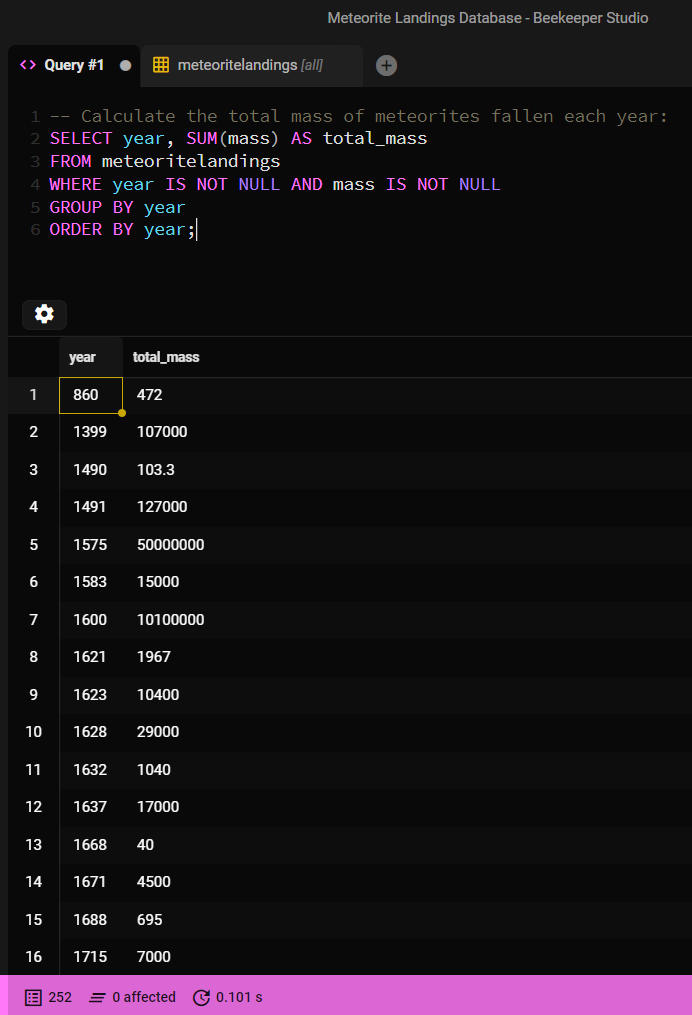 Meteorite Landings Database - Beekeeper Studio
<> Query #1 meteoritelandings [all]
1 -- Calculate the total mass of meteorites fallen each year:
2 SELECT year, SUM(mass) AS total_mass
3 FROM meteoritelandings
4 WHERE year IS NOT NULL AND mass IS NOT NULL
5 GROUP BY year
6 ORDER BY year;
year total_mass
1 860 472
2 1399 107000
3 1490 103.3
4 1491 127000
5 1575 50000000
6 1583 15000
7 1600 10100000
8 1621 1967
9 1623 10400
10 1628 29000
11 1632 1040
12 1637 17000
13 1668 40
14 1671 4500
15 1688 695
16 1715 7000
252 0 affected 0.101 s